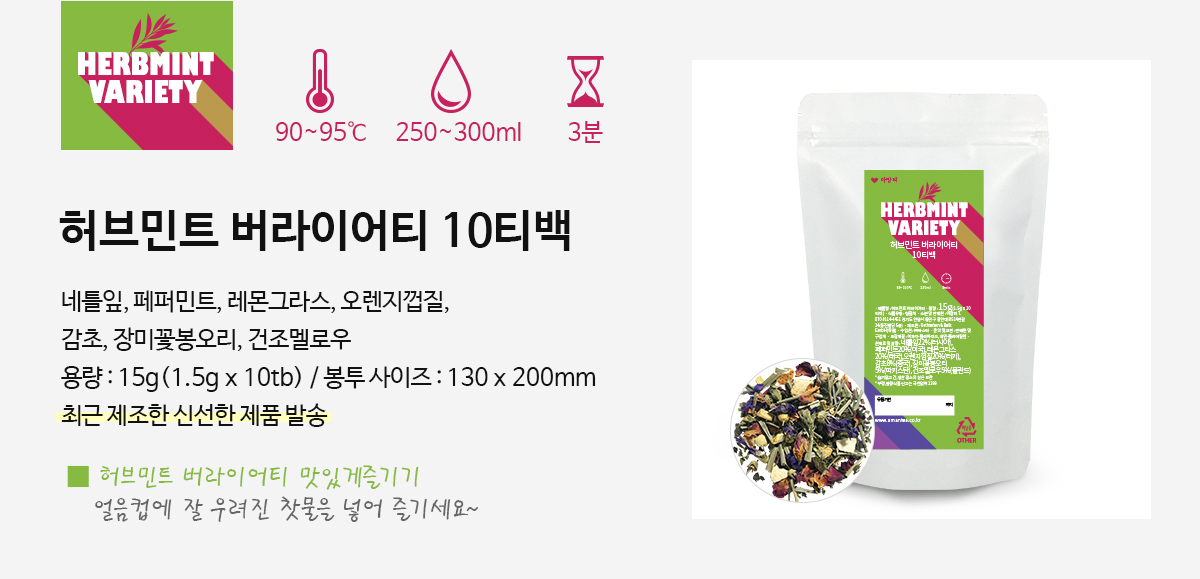 HERBMINT
VARIETY
90~95℃
250~300ml
3분
허브민트 버라이어티 10티백
네틀잎, 페퍼민트, 레몬그라스, 오렌지껍질,
감초, 장미꽃봉오리, 건조멜로우
용량 : 15g(1.5g x 10tb) / 봉투 사이즈 : 130 x 200mm
최근 제조한 신선한 제품 발송
■ 허브민트 버라이어티 맛있게즐기기
얼음컵에 잘 우려진 찻물을 넣어 즐기세요~
HERBMINT
VARIETY
허브민트 버라이어티
10티백
OTHER